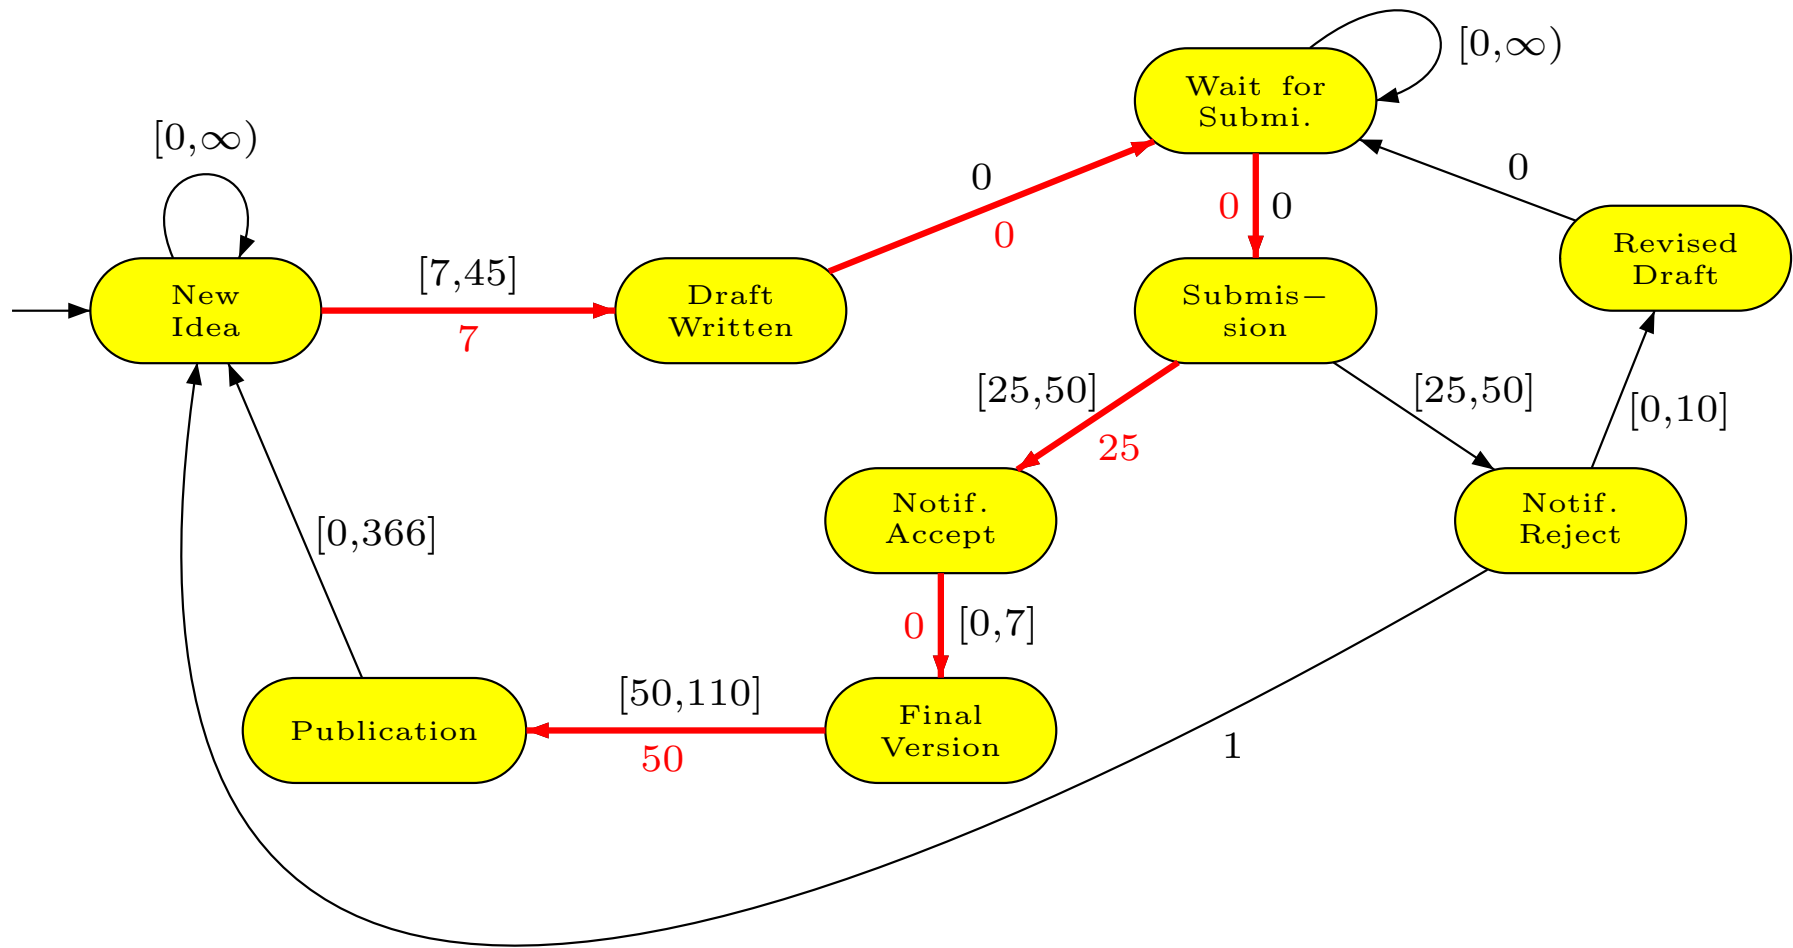 [0,∞)
Wait for
Submi.
[0,∞)
0
0
0
0
0
New
Idea
[7,45]
7
Draft
Written
Submis−
sion
Revised
Draft
[25,50]
25
[25,50]
[0,10]
Notif.
Accept
Notif.
Reject
[0,366]
0
[0,7]
Publication
[50,110]
50
Final
Version
1